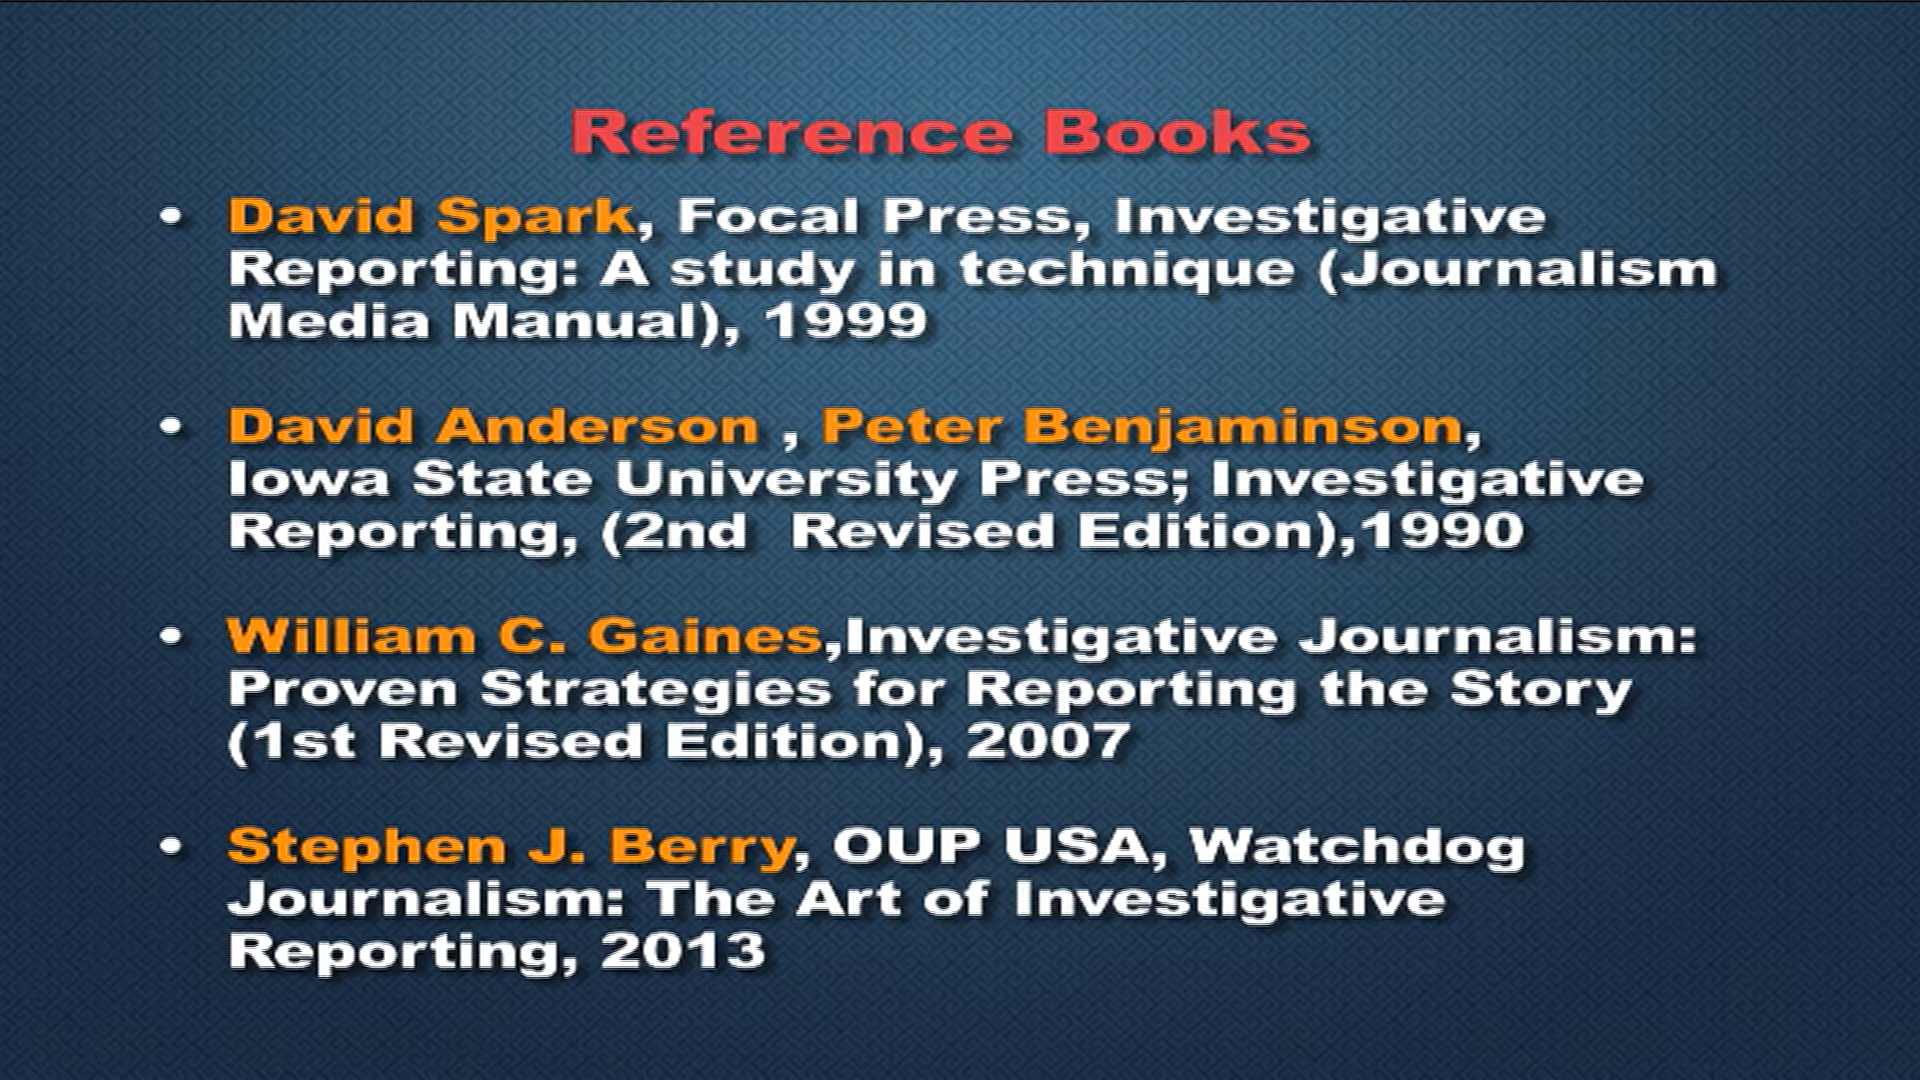 Reference Books
• David Spark, Focal Press, Investigative
Reporting: A study in technique (Journalism
Media Manual), 1999
• David Anderson , Peter Benjaminson,
Iowa State University Press; Investigative
Reporting, (2nd  Revised Edition),1990
• William C. Gaines,Investigative Journalism:
Proven Strategies for Reporting the Story
(1st Revised Edition), 2007
• Stephen J. Berry, OUP USA, Watchdog
Journalism: The Art of Investigative
Reporting, 2013